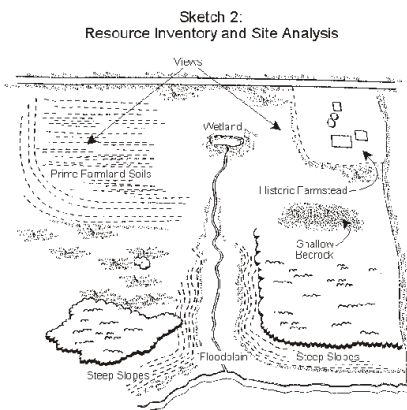 Sketch 2:
Resource Inventory and Site Analysis
Views
Wetland
Prime Farmland Soils
Historic Farmstead
Shallow
Bedrock
Floodplain
Steep Slopes
Steep Slopes